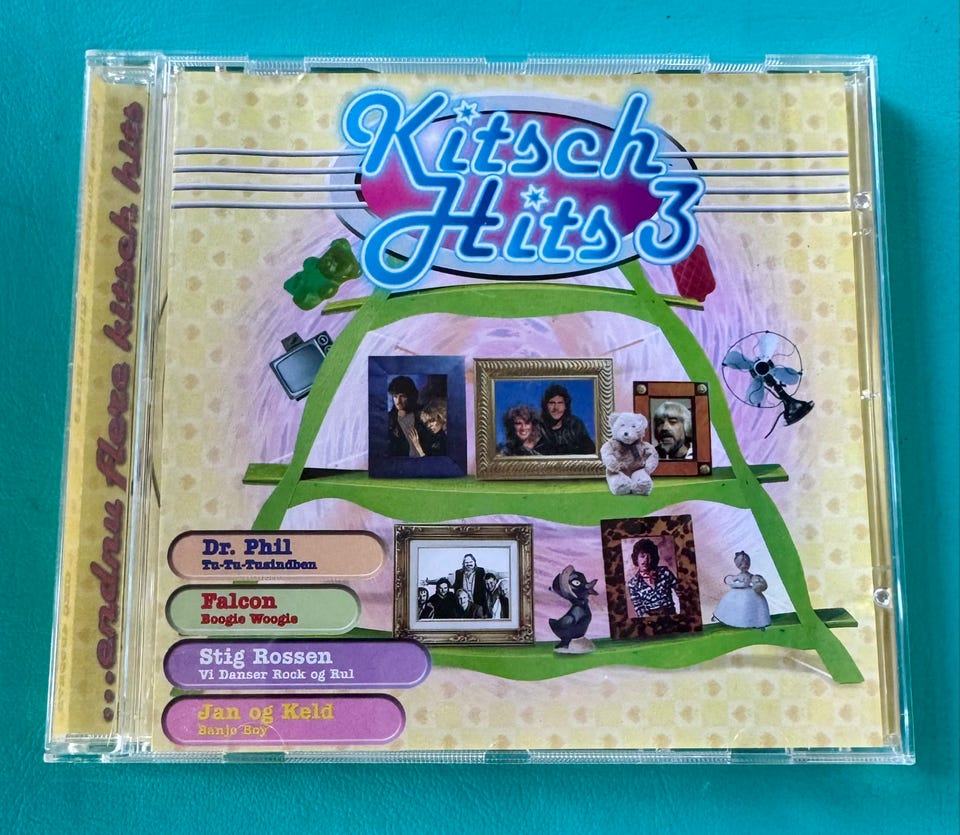 ...endnu flere kitsch hits
Kitsch
Hits 3
Dr. Phil
Tu-Tu-Tusindben
Falcon
Boogie Woogie
Stig Rossen
Vi Danser Rock og Rul
Jan og Keld
Banjo Boy